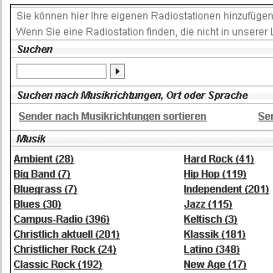 Sie können hier Ihre eigenen Radiostationen hinzufügen
Wenn Sie eine Radiostation finden, die nicht in unserer
Suchen
Suchen nach Musikrichtungen, Ort oder Sprache
Sender nach Musikrichtungen sortieren
Musik
Ambient (28) Hard Rock (41)
Big Band (7) Hip Hop (119)
Bluegrass (7) Independent (201)
Blues (30) Jazz (115)
Campus-Radio (396) Keltisch (3)
Christlich aktuell (201) Klassik (181)
Christlicher Rock (24) Latino (348)
Classic Rock (192) New Age (17)